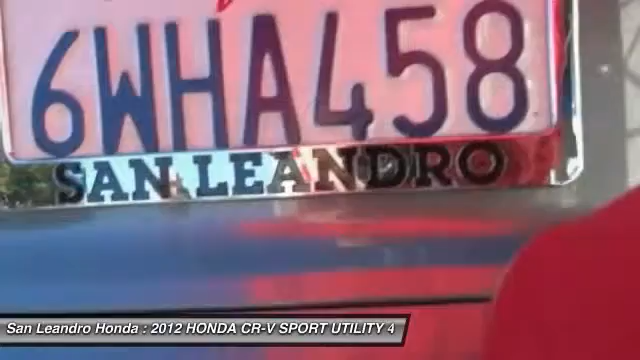 6WHA458
SAN LEANDRO
San Leandro Honda : 2012 HONDA CR-V SPORT UTILITY 4